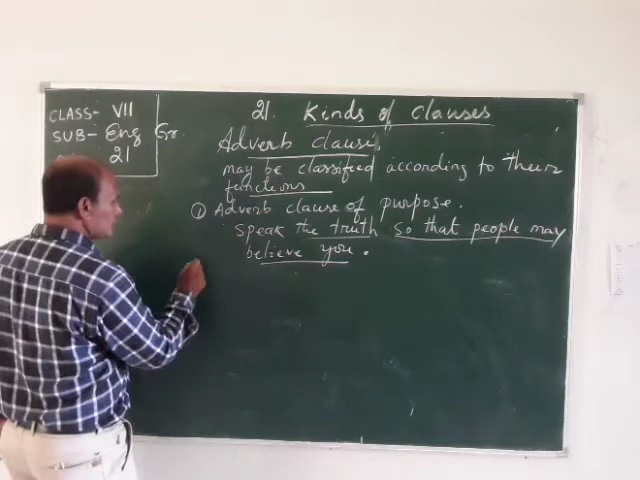 CLASS- VII
SUB- Eng Gr.
21
21. Kinds of Clauses
Adverb clauses
may be classified according to their
functions
① Adverb clause of purpose.
Speak the truth so that people may
believe you.